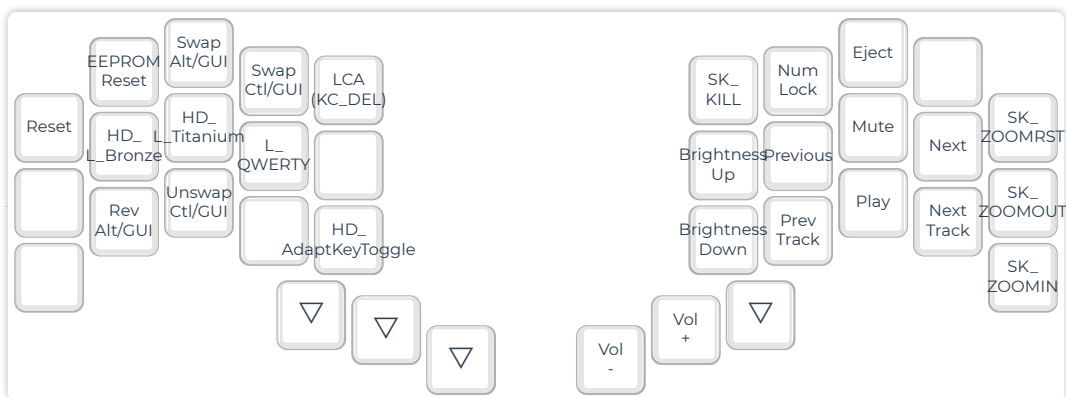 Reset
EEPROM
Reset
HD_
L_Bronze
Rev
Alt/GUI
Swap
Alt/GUI
HD_
L_Titanium
Unswap
Ctl/GUI
Swap
Ctl/GUI
L_
QWERTY
LCA
(KC_DEL)
HD_
AdaptKeyToggle
SK_
KILL
Brightness
Up
Brightness
Down
Num
Lock
Previous
Prev
Track
Eject
Mute
Play
Next
Next
Track
SK_
ZOOMRST
SK_
ZOOMOUT
SK_
ZOOMIN
Vol
-
Vol
+